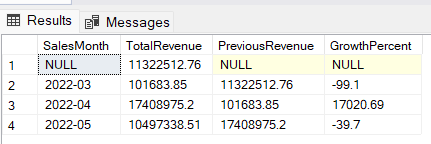 Results Messages
SalesMonth TotalRevenue PreviousRevenue GrowthPercent
1 NULL 11322512.76 NULL NULL
2 2022-03 101683.85 11322512.76 -99.1
3 2022-04 17408975.2 101683.85 17020.69
4 2022-05 10497338.51 17408975.2 -39.7